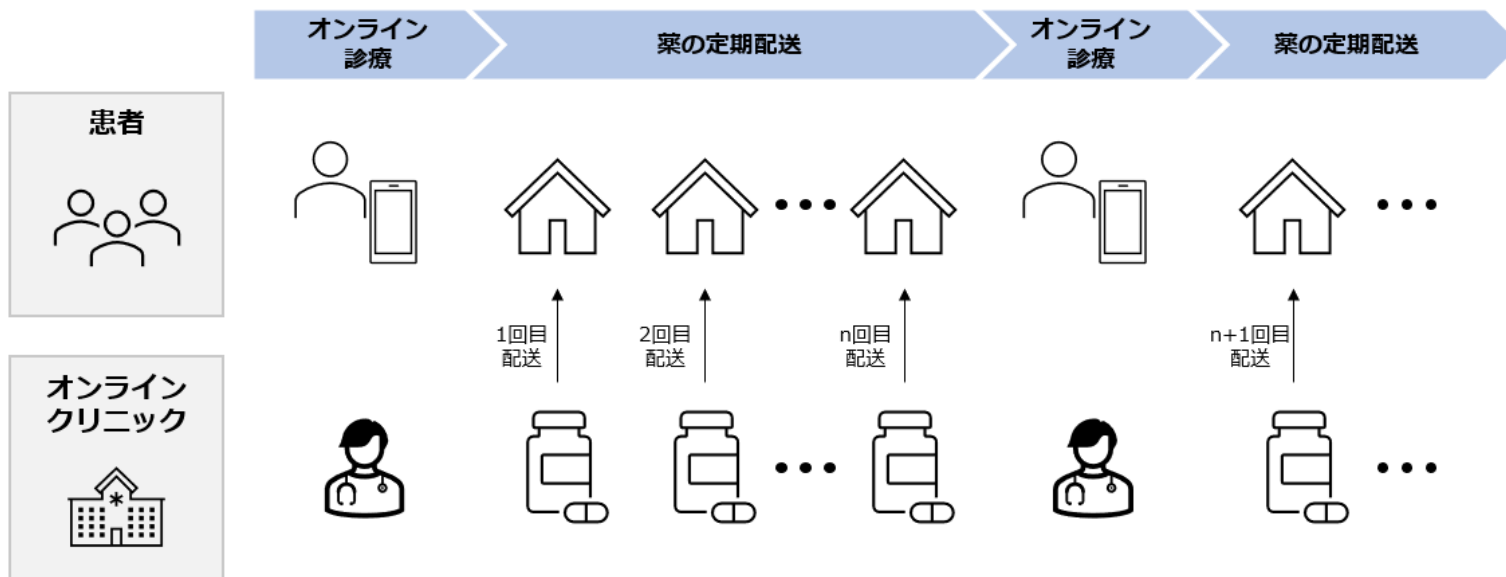 オンライン
診療
薬の定期配送
オンライン
診療
薬の定期配送
患者
1回目
配送
2回目
配送
n回目
配送
n+1回目
配送
オンライン
クリニック